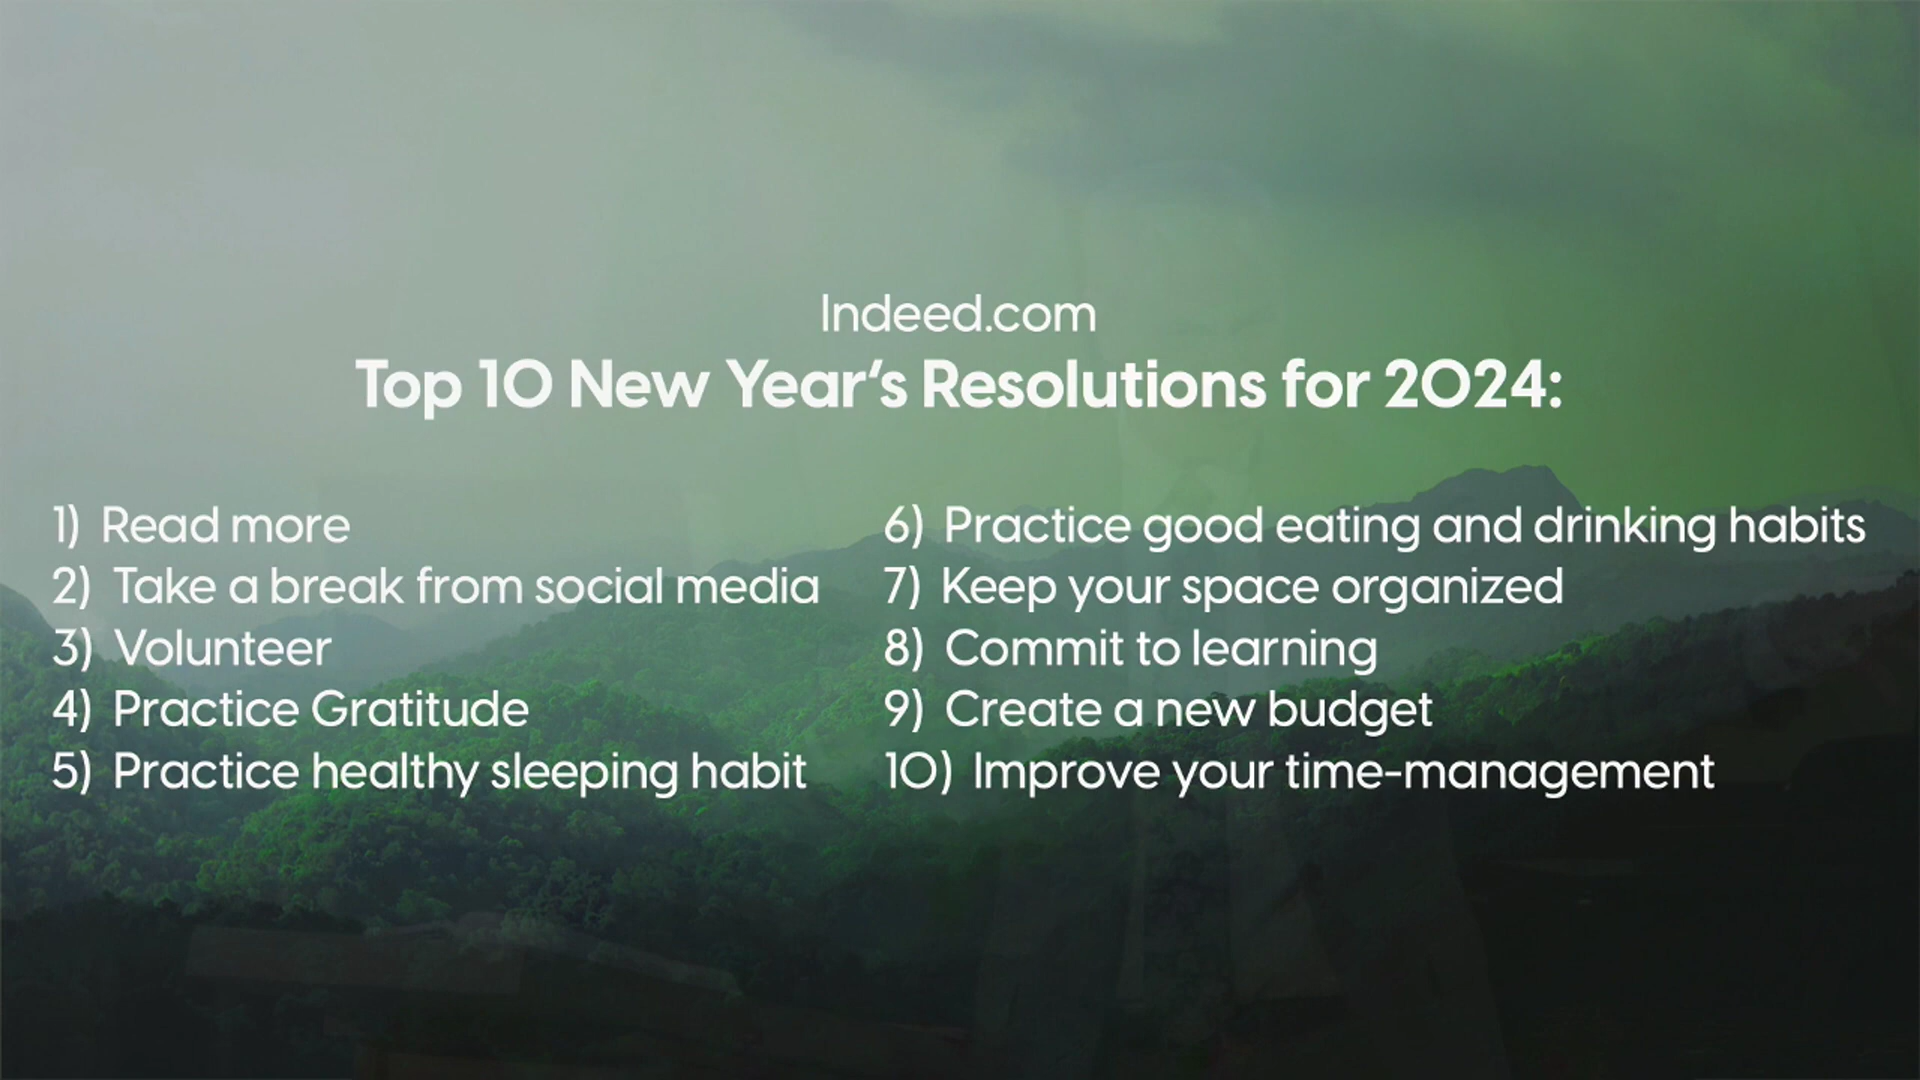 Indeed.com
Top 10 New Year's Resolutions for 2024:
1) Read more
2) Take a break from social media
3) Volunteer
4) Practice Gratitude
5) Practice healthy sleeping habit
6) Practice good eating and drinking habits
7) Keep your space organized
8) Commit to learning
9) Create a new budget
10) Improve your time-management